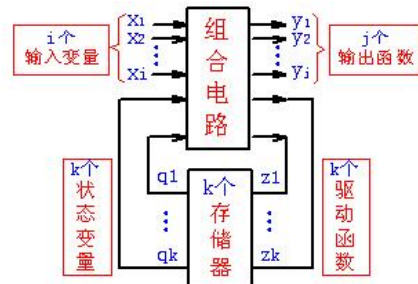 i个
输入变量
x1
x2
xi
组合电路
y1
y2
yi
j个
输出函数
k个
状态变量
q1
qk
k个
存储器
z1
zk
k个
驱动函数